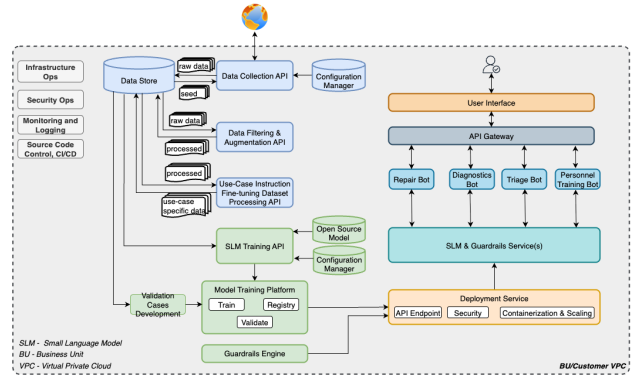 Infrastructure
Ops
Security Ops
Monitoring and
Logging
Source Code
Control, CI/CD
Data Store
raw data
seed
Data Collection API
Configuration
Manager
raw data
processed
Data Filtering &
Augmentation API
processed
use-case
specific data
Use-Case Instruction
Fine-tuning Dataset
Processing API
SLM Training API
Open Source
Model
Configuration
Manager
Validation
Cases
Development
Model Training Platform
Train
Registry
Validate
Guardrails Engine
User Interface
API Gateway
Repair Bot
Diagnostics
Bot
Triage Bot
Personnel
Training Bot
SLM & Guardrails Service(s)
Deployment Service
API Endpoint
Security
Containerization & Scaling
SLM - Small Language Model
BU - Business Unit
VPC - Virtual Private Cloud
BU/Customer VPC